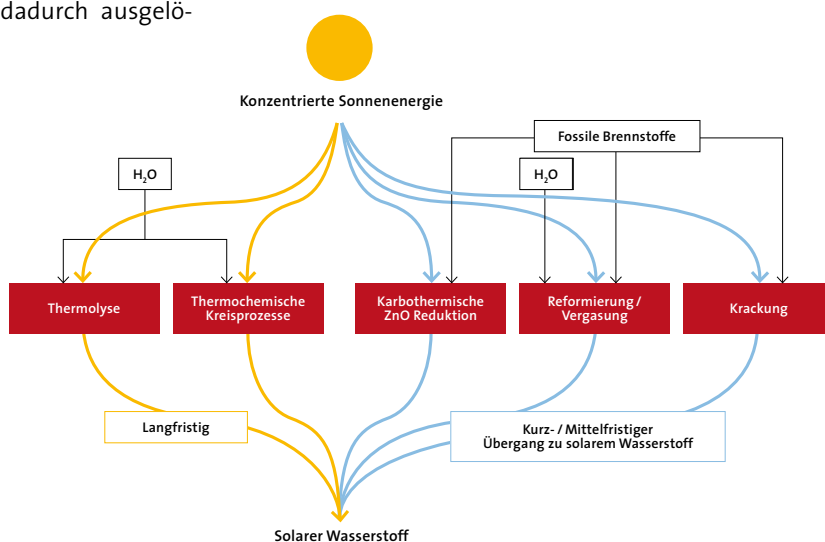 dadurch ausgelö-
Konzentrierte Sonnenenergie
Fossile Brennstoffe
H₂O
H₂O
Thermolyse
Thermochemische
Kreisprozesse
Karbothermische
ZnO Reduktion
Reformierung /
Vergasung
Krackung
Langfristig
Kurz- / Mittelfristiger
Übergang zu solarem Wasserstoff
Solarer Wasserstoff